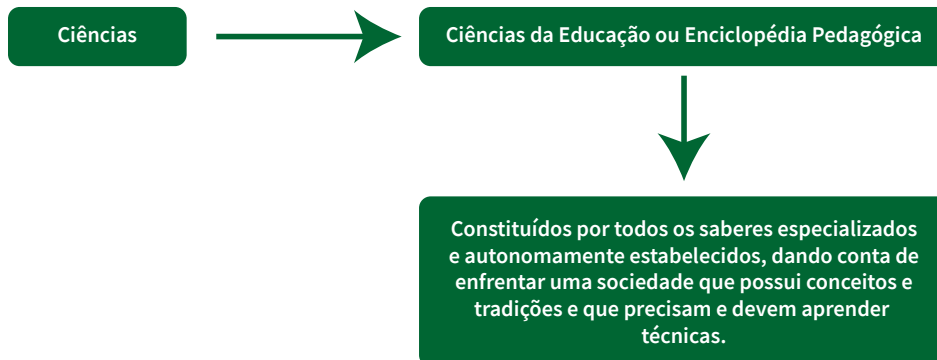 Ciências
Ciências da Educação ou Enciclopédia Pedagógica
Constituídos por todos os saberes especializados
e autonomamente estabelecidos, dando conta de
enfrentar uma sociedade que possui conceitos e
tradições e que precisam e devem aprender
técnicas.